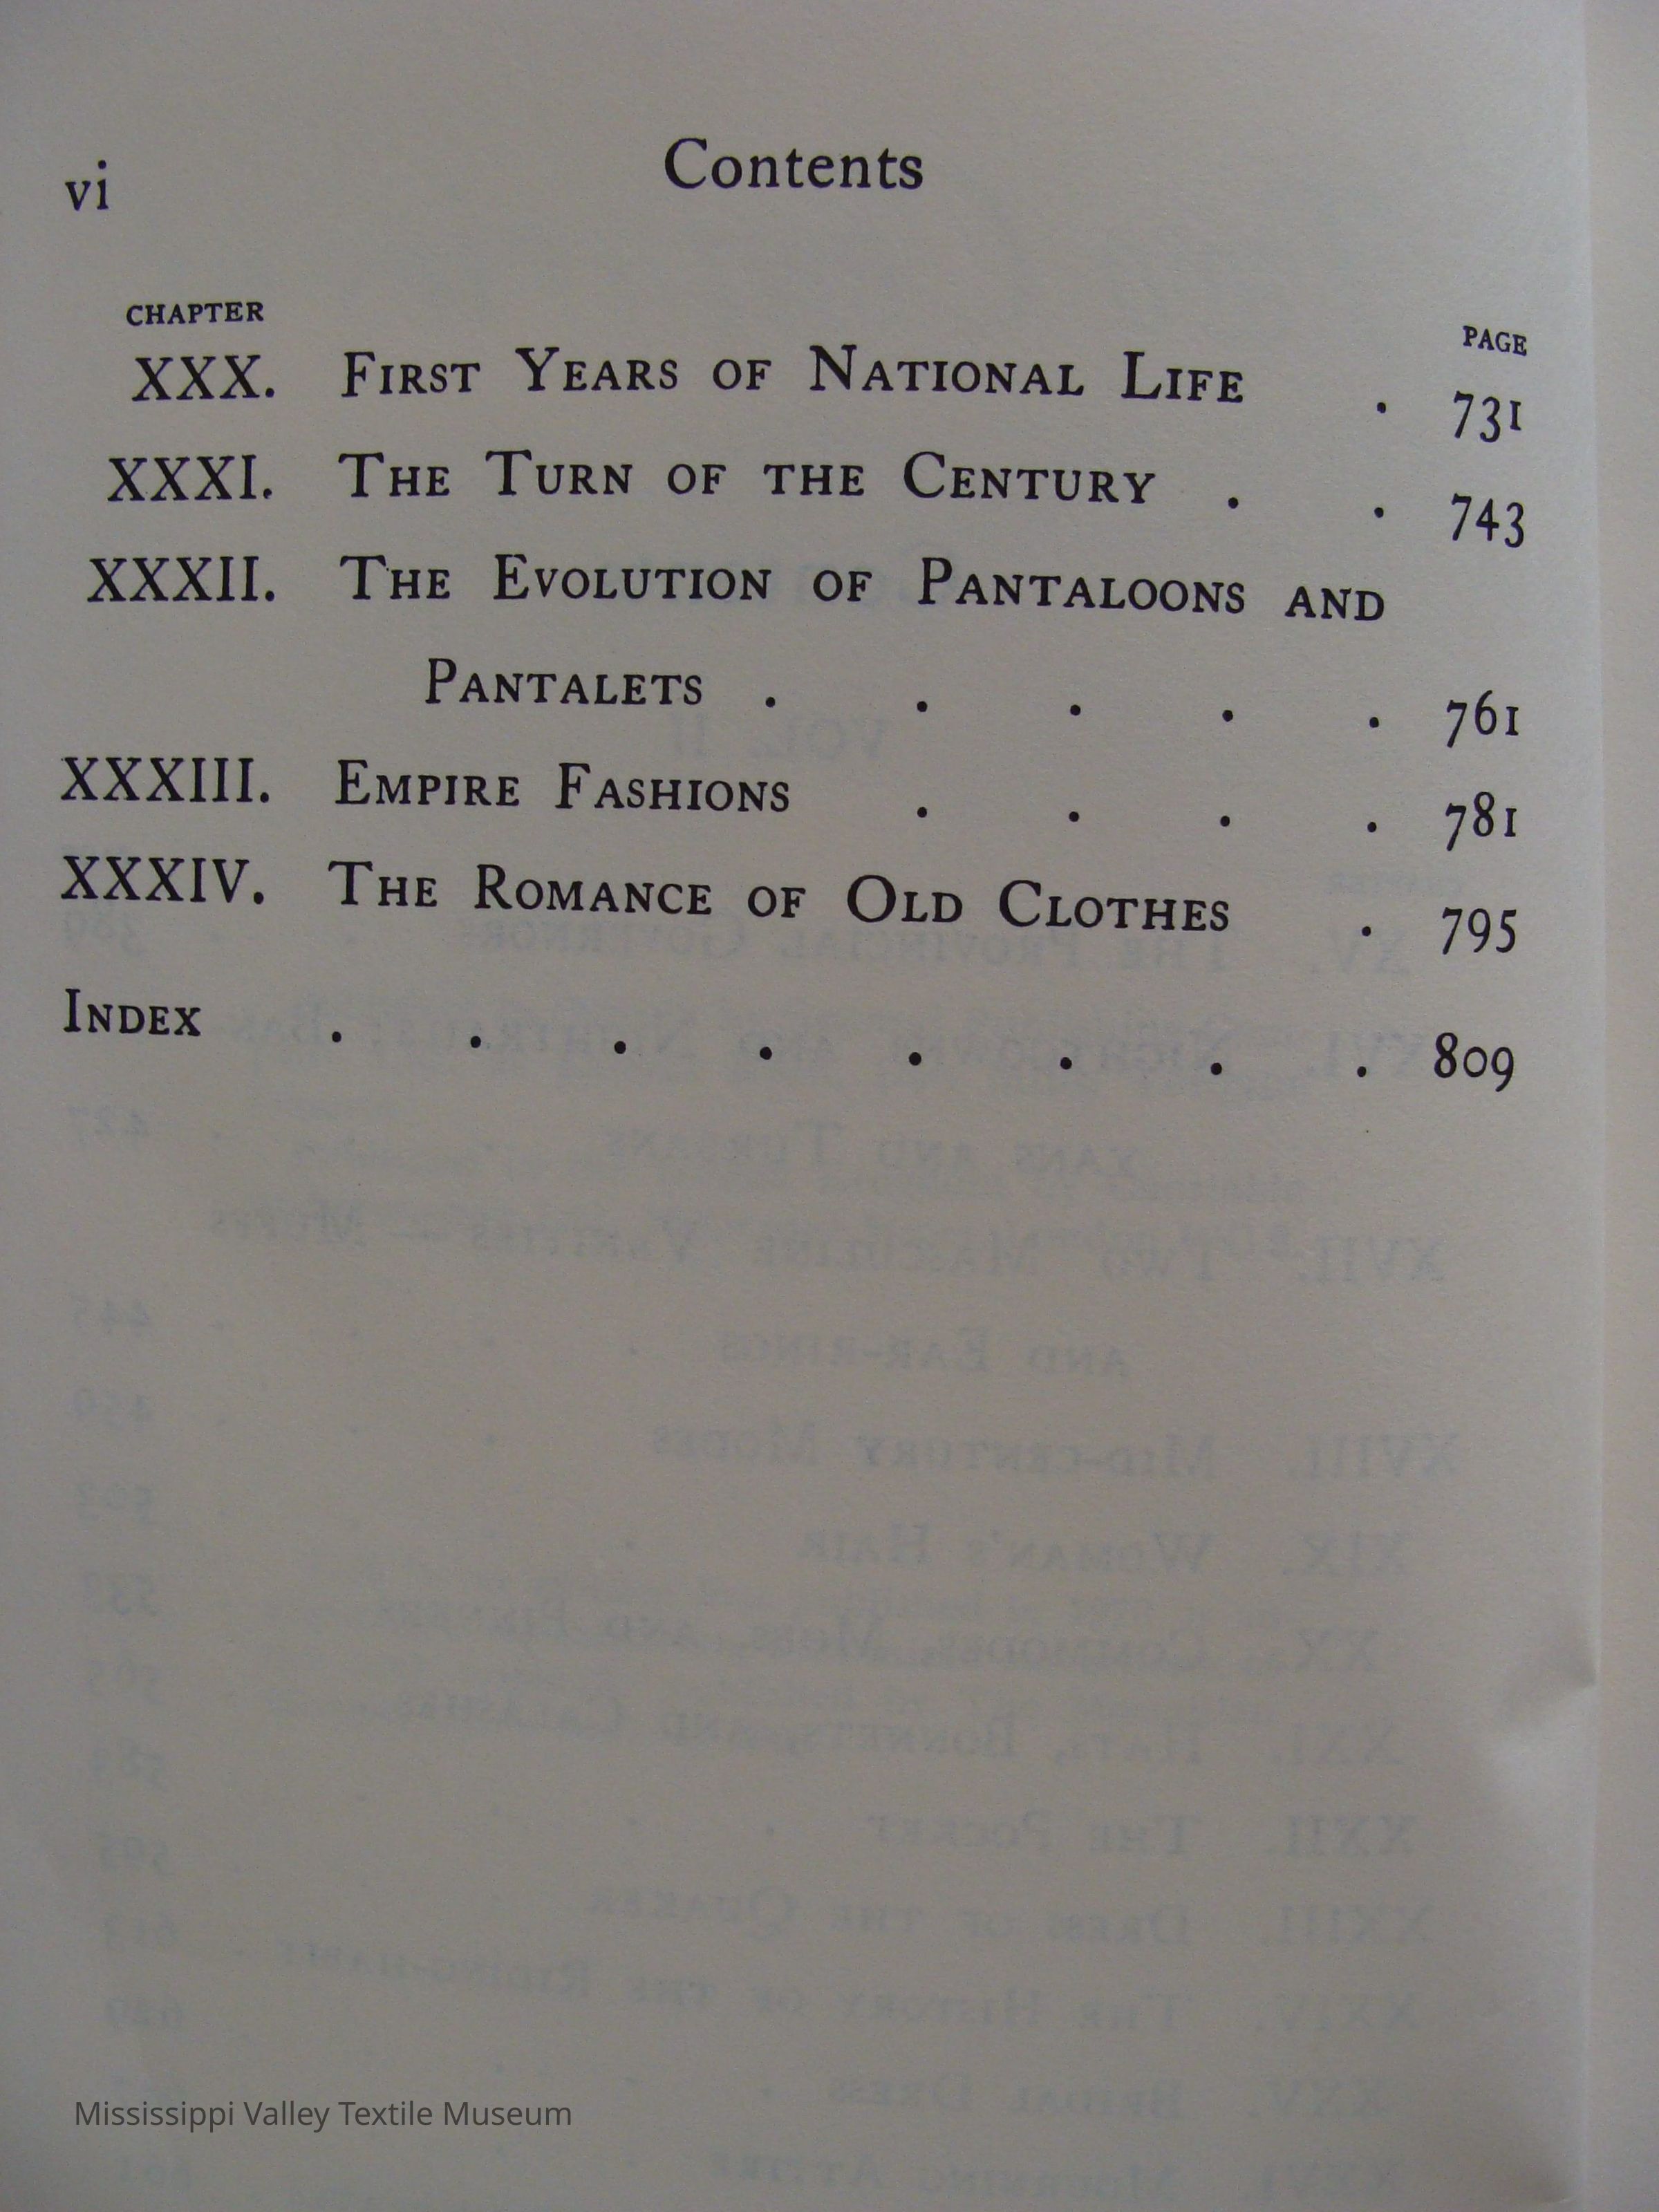 vi
Contents
CHAPTER
PAGE
XXX. FIRST YEARS OF NATIONAL LIFE . 731
XXXI. THE TURN OF THE CENTURY . . 743
XXXII. THE EVOLUTION OF PANTALOONS AND
PANTALETS . . . . . 761
XXXIII. EMPIRE FASHIONS . . . . 781
XXXIV. THE ROMANCE OF OLD CLOTHES . 795
INDEX . . . . . . . . 809
Mississippi Valley Textile Museum